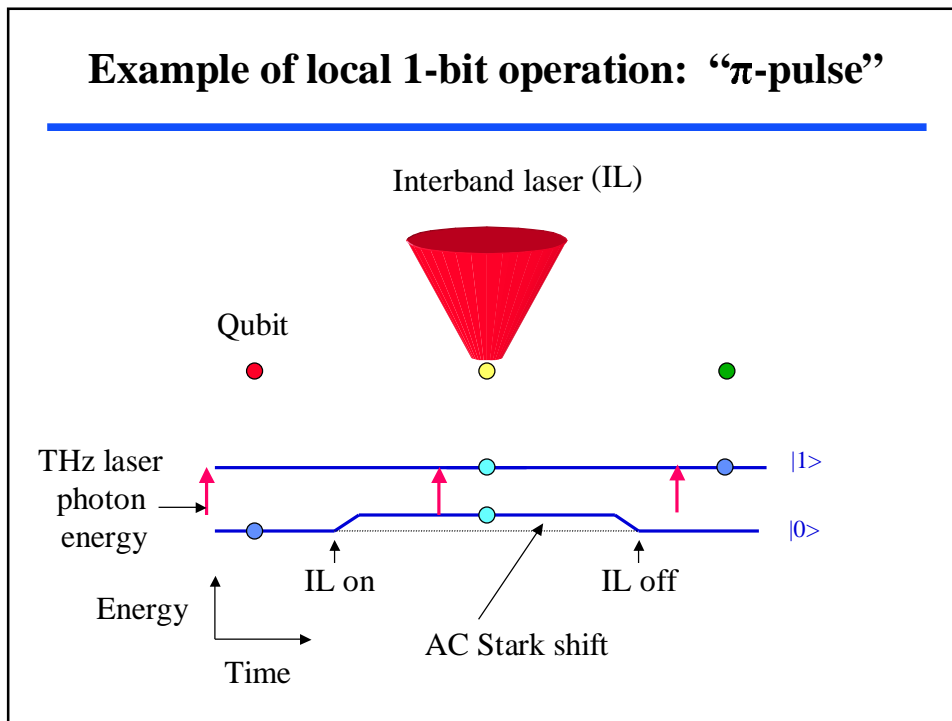 Example of local 1-bit operation: “π-pulse”
Interband laser (IL)
Qubit
THz laser
photon
energy
|1>
|0>
IL on
IL off
Energy
AC Stark shift
Time